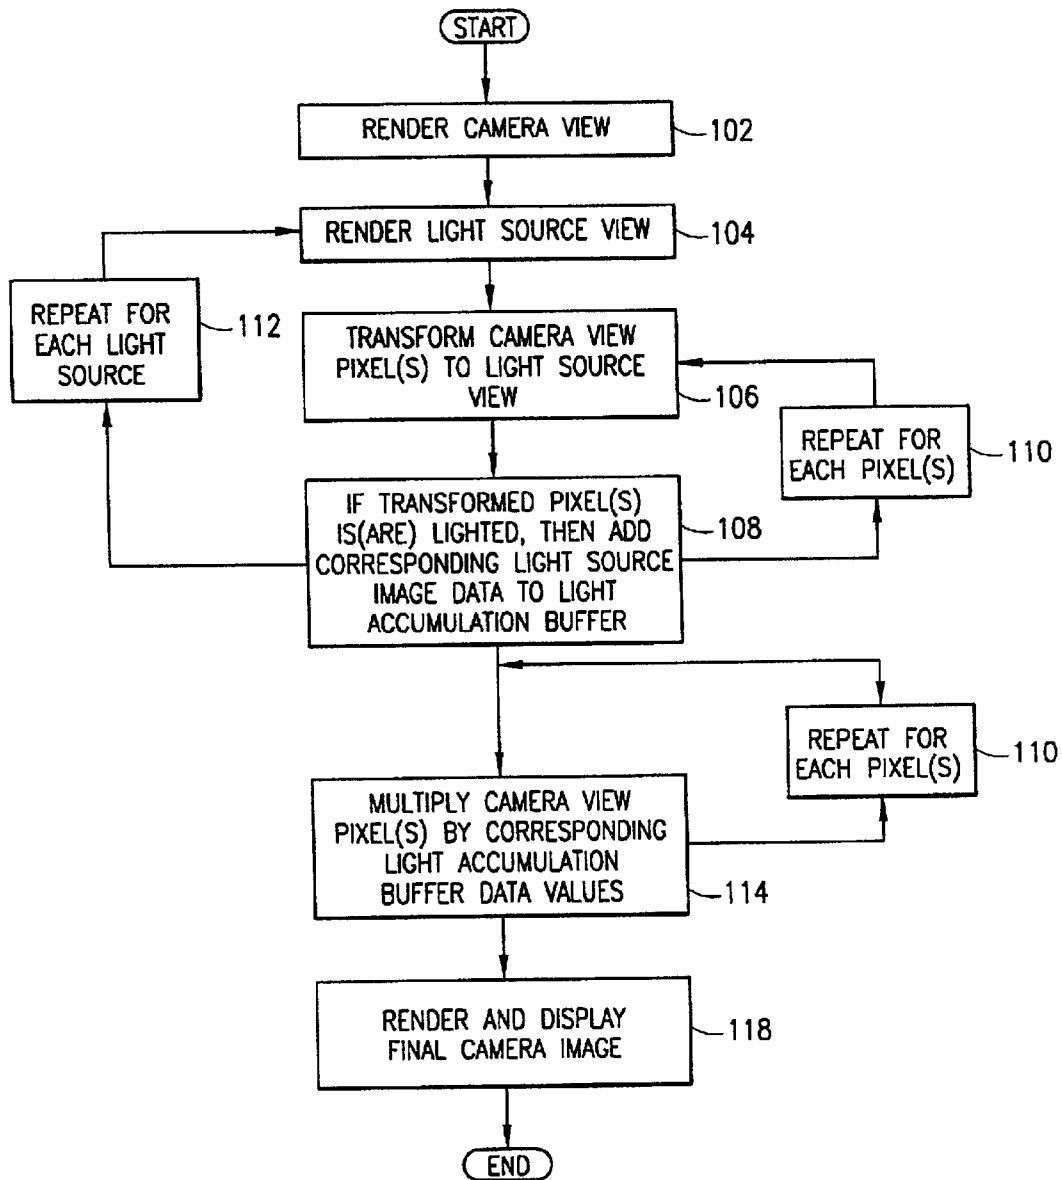 START
RENDER CAMERA VIEW
102
RENDER LIGHT SOURCE VIEW
104
REPEAT FOR
EACH LIGHT
SOURCE
112
TRANSFORM CAMERA VIEW
PIXEL(S) TO LIGHT SOURCE
VIEW
106
REPEAT FOR
EACH PIXEL(S)
110
IF TRANSFORMED PIXEL(S)
IS(ARE) LIGHTED, THEN ADD
CORRESPONDING LIGHT SOURCE
IMAGE DATA TO LIGHT
ACCUMULATION BUFFER
108
REPEAT FOR
EACH PIXEL(S)
110
MULTIPLY CAMERA VIEW
PIXEL(S) BY CORRESPONDING
LIGHT ACCUMULATION
BUFFER DATA VALUES
114
RENDER AND DISPLAY
FINAL CAMERA IMAGE
118
END